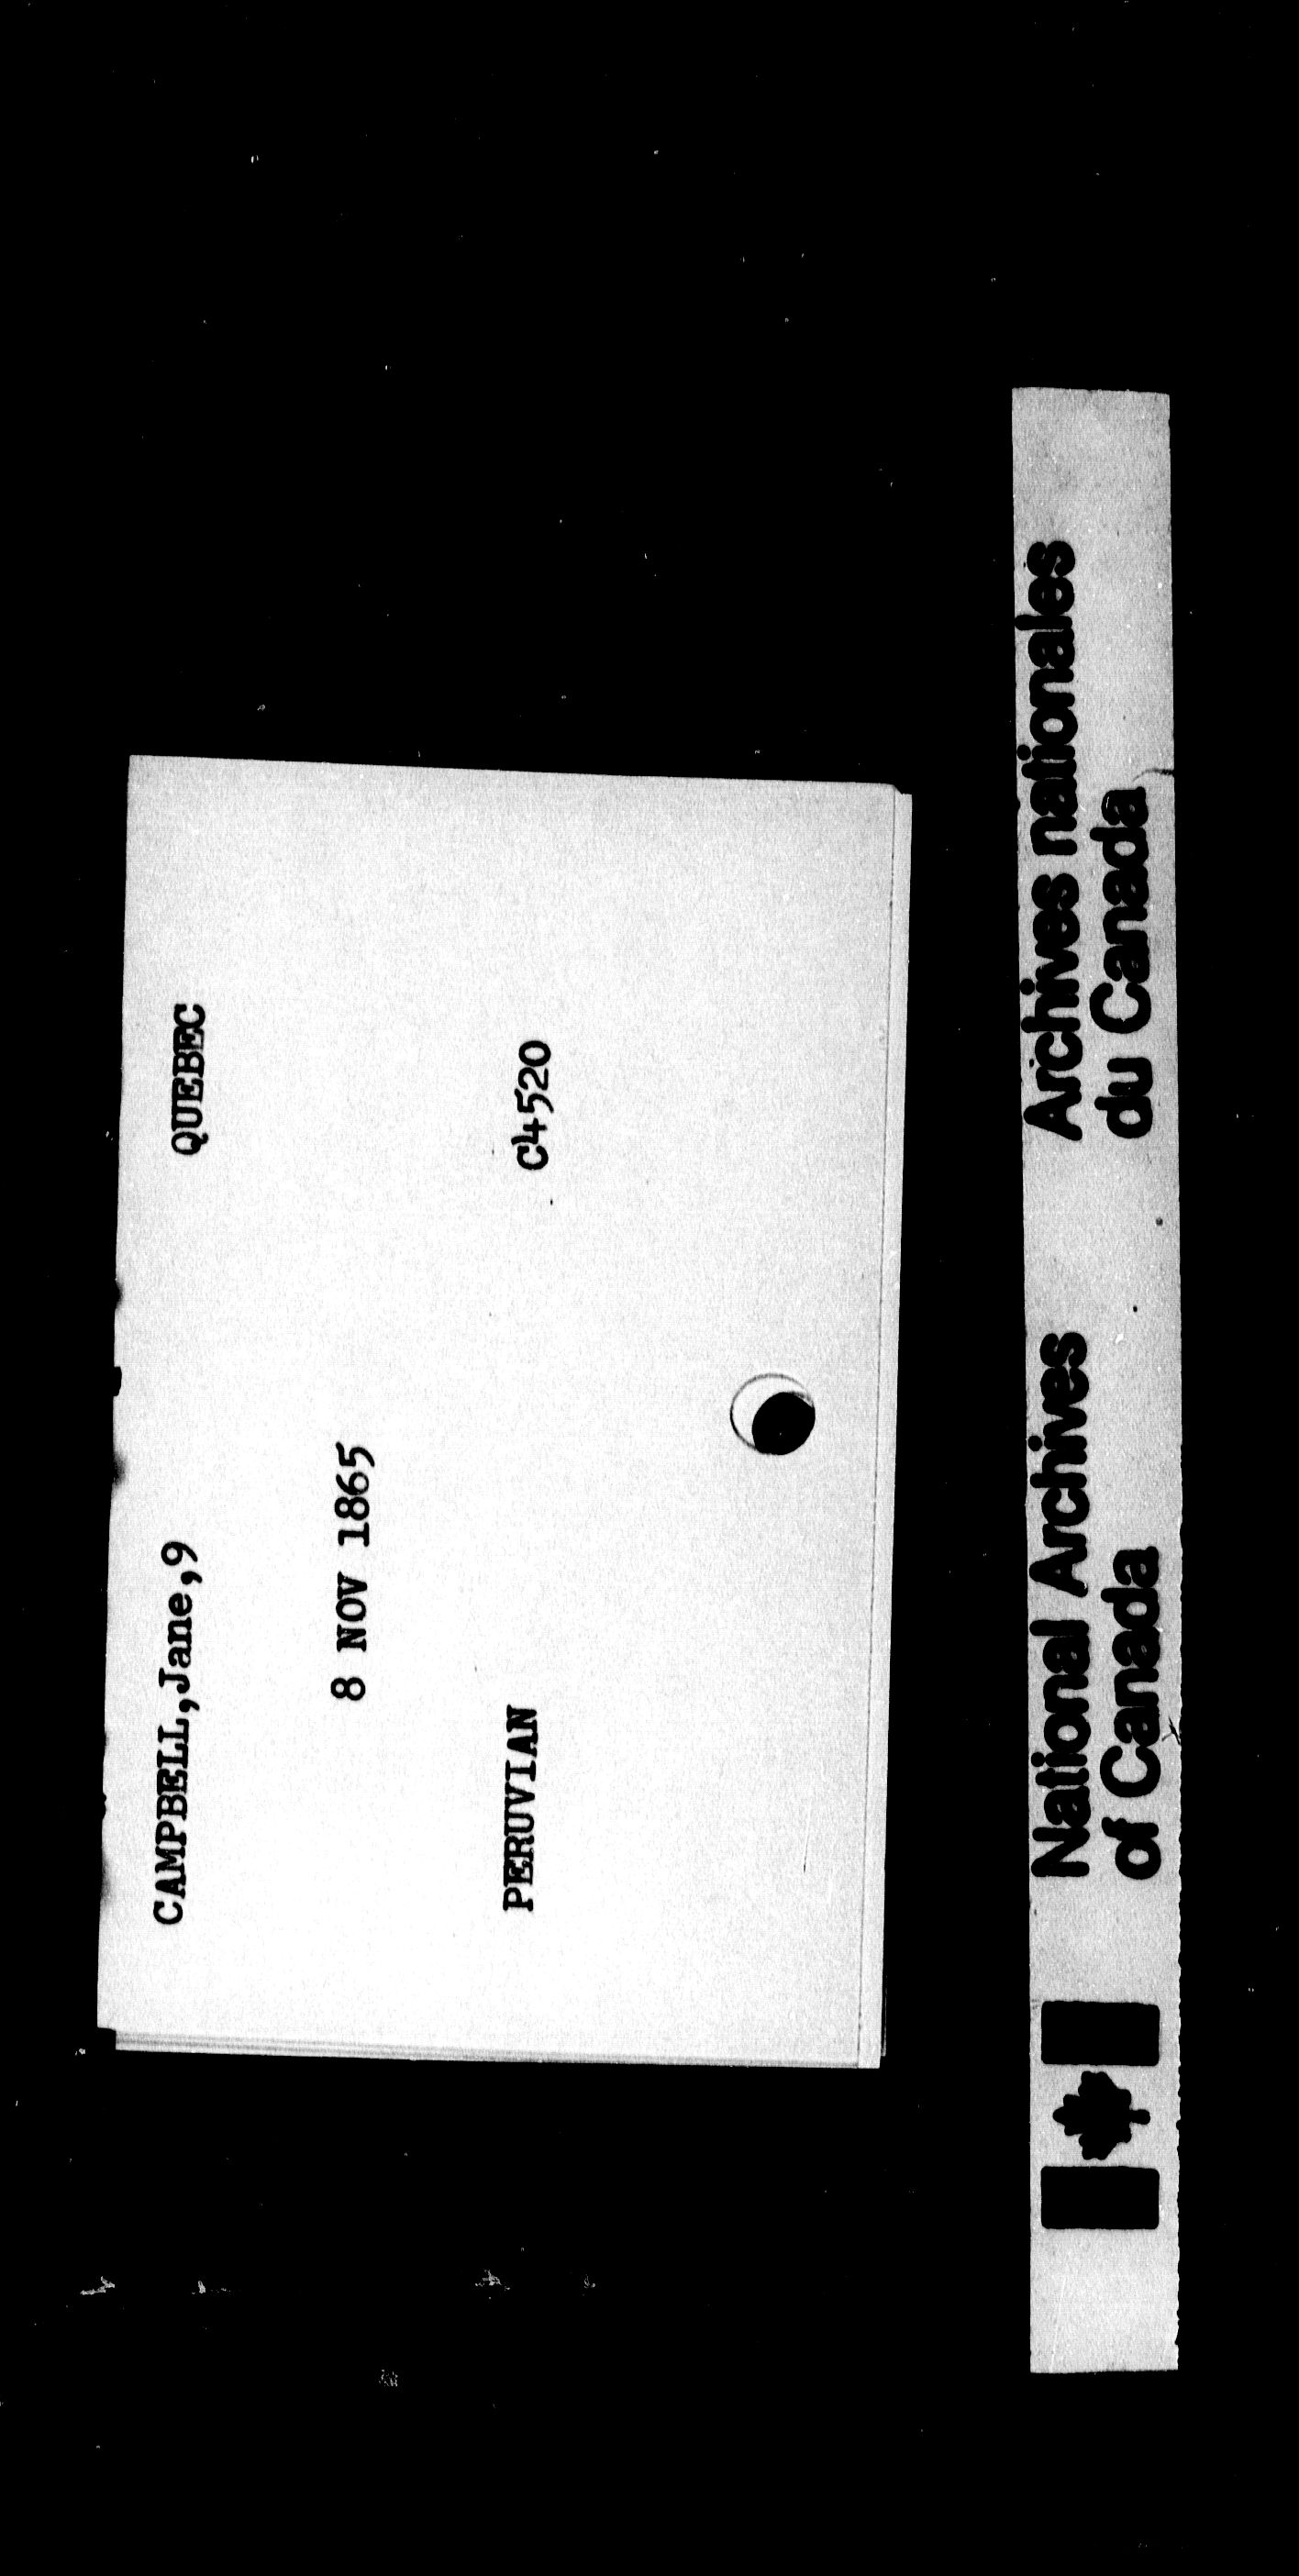 CAMPBELL,Jane,9 QUEBEC
8 NOV 1865
PERUVIAN C4520
National Archives
of Canada
Archives nationales
du Canada